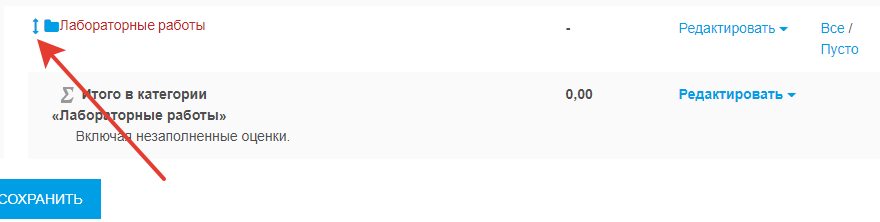 Лабораторные работы - Редактировать Все /
Пусто
∑ Итого в категории 0,00 Редактировать
«Лабораторные работы»
Включая незаполненные оценки.
СОХРАНИТЬ